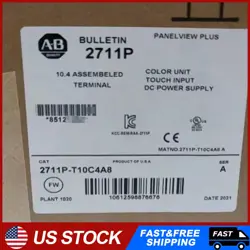 A·B
BULLETIN
2711P
PANELVIEW PLUS
10.4 ASSEMBELED
TERMINAL
COLOR UNIT
TOUCH INPUT
DC POWER SUPPLY
MATNO:2711P-T10C4A8 A
CAT
2711P-T10C4A8
PRODUCT OF U.S.A.
SER
A
FW
PLANT 1020
DATE 2021
US STOCK
FAST&FREE
SHIPPING